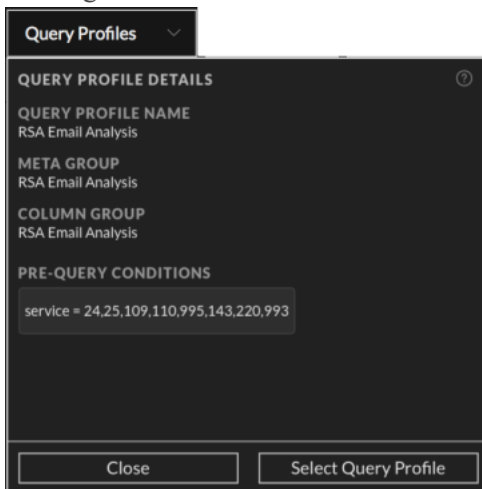 Query Profiles
QUERY PROFILE DETAILS
QUERY PROFILE NAME
RSA Email Analysis
META GROUP
RSA Email Analysis
COLUMN GROUP
RSA Email Analysis
PRE-QUERY CONDITIONS
service = 24,25,109,110,995,143,220,993
Close Select Query Profile